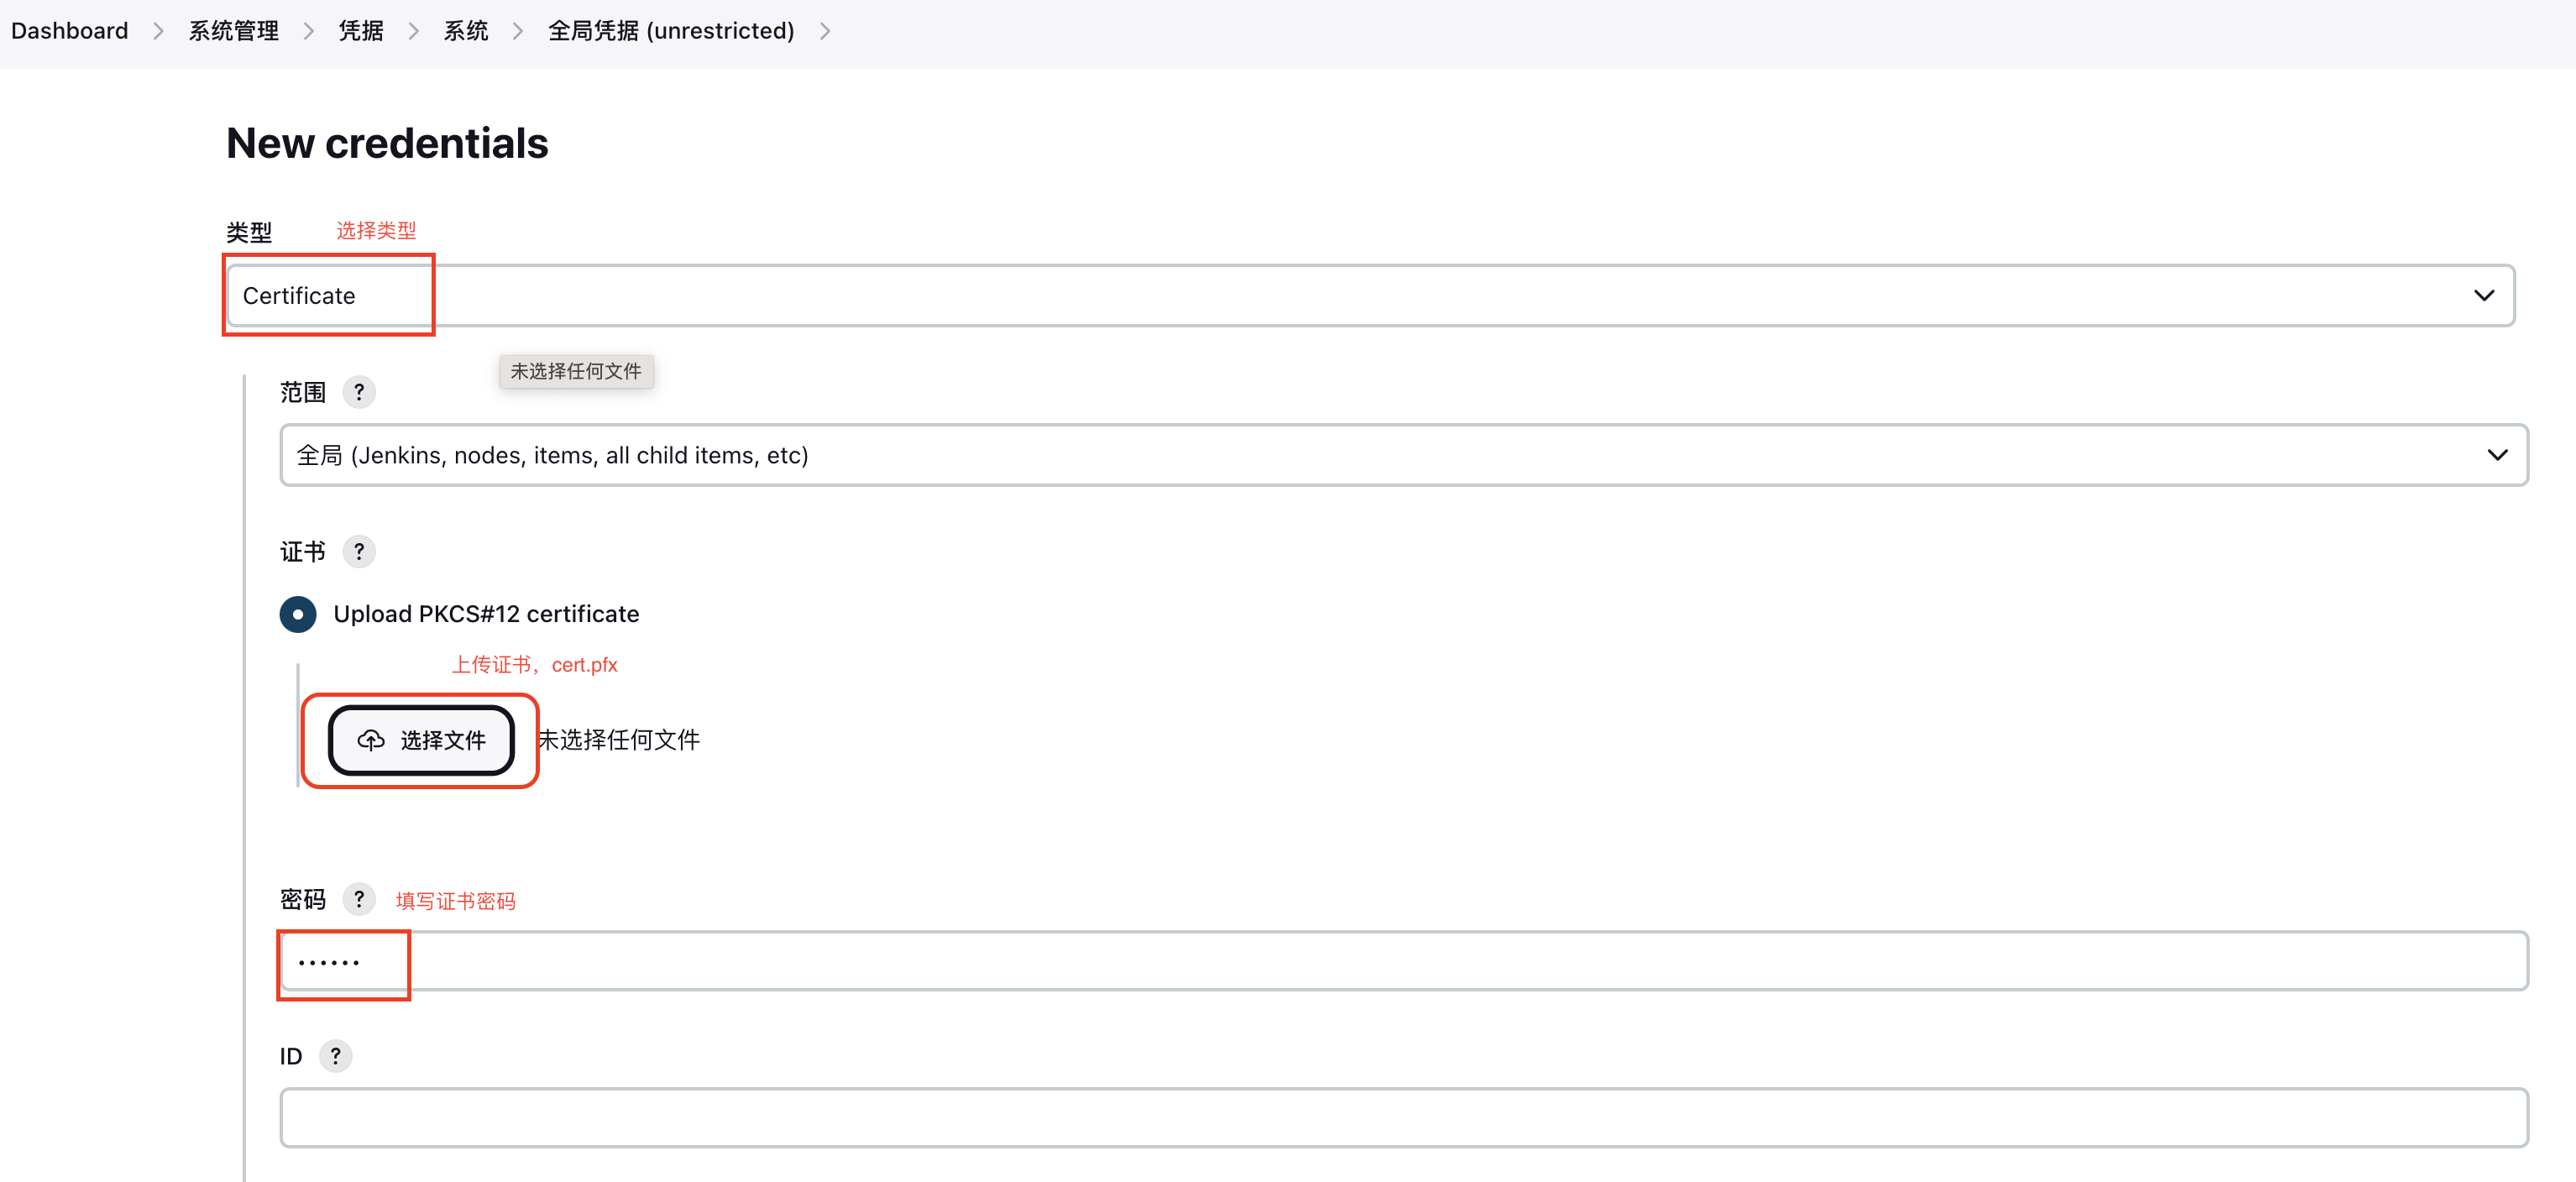 Dashboard > 系统管理 > 凭据 > 系统 > 全局凭据 (unrestricted) >
New credentials
类型 选择类型
Certificate
未选择任何文件
范围 ?
全局 (Jenkins, nodes, items, all child items, etc)
证书 ?
Upload PKCS#12 certificate
上传证书，cert.pfx
选择文件 未选择任何文件
密码 ? 填写证书密码
······
ID ?